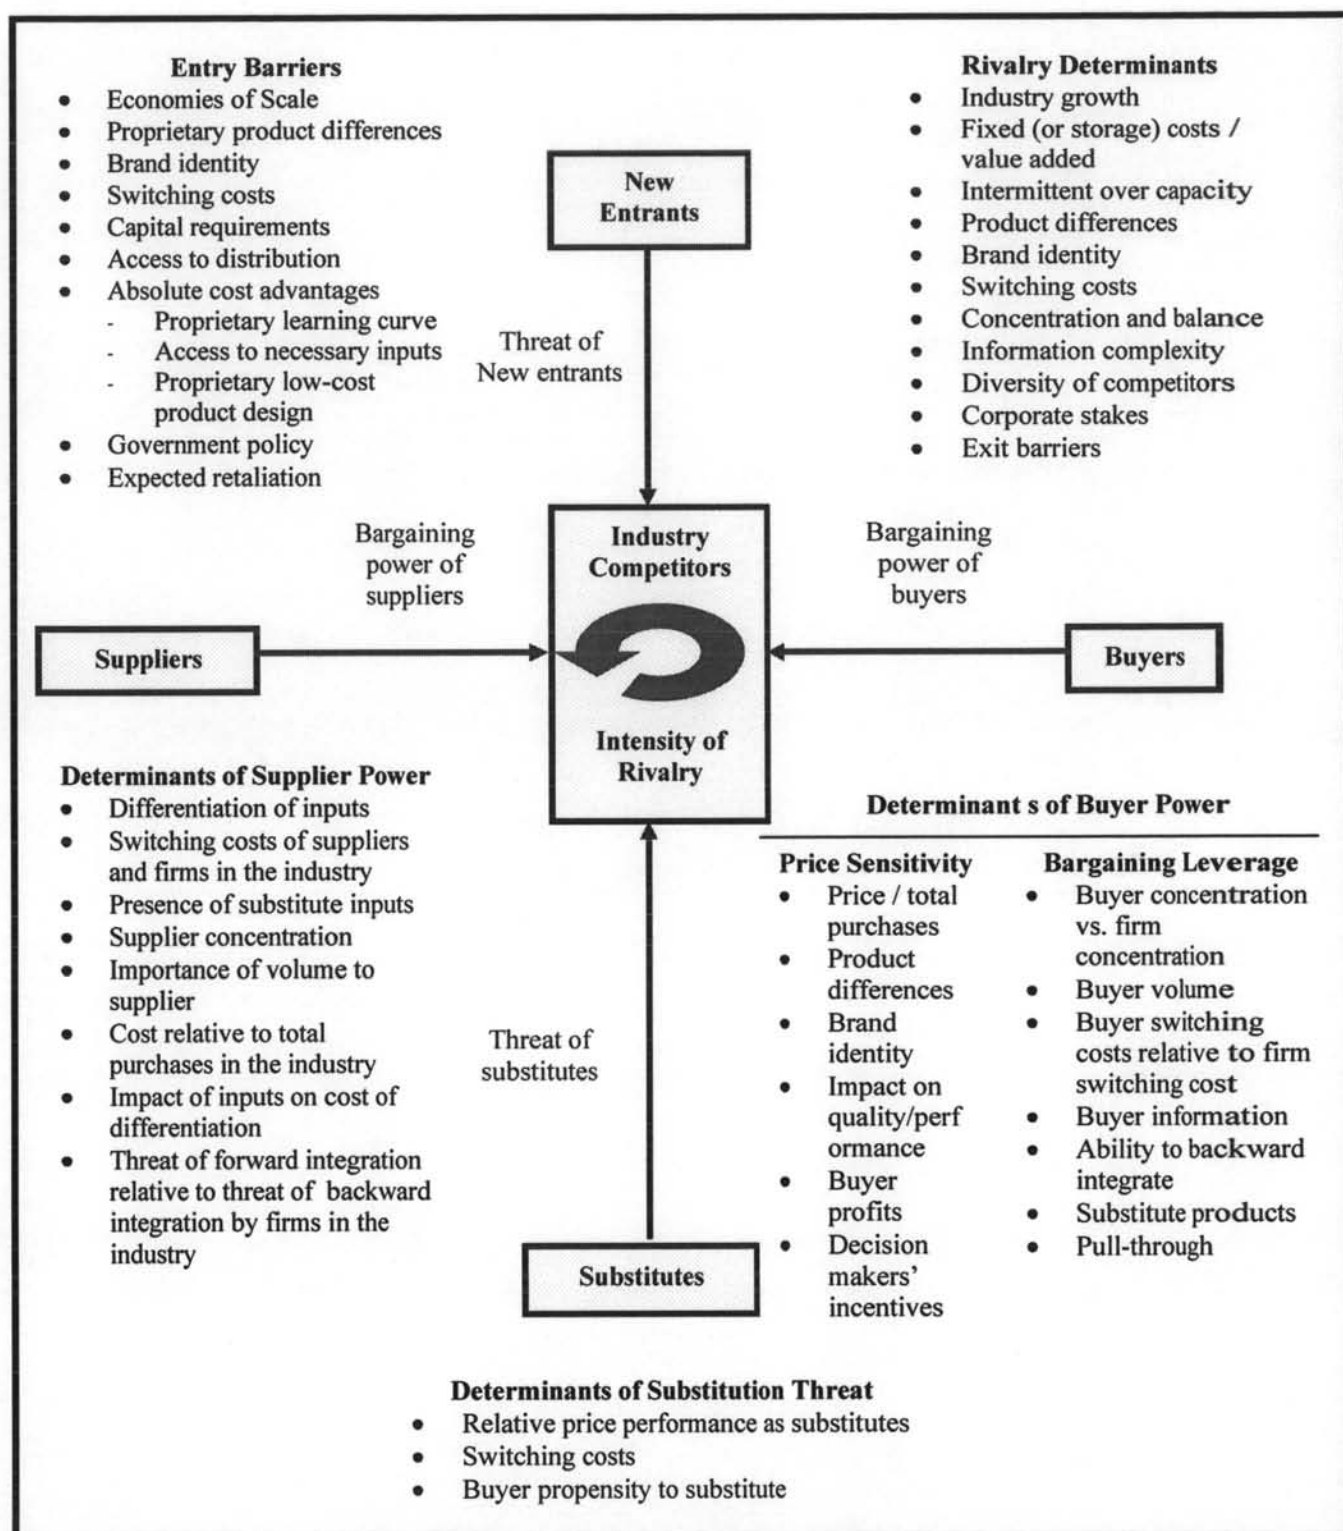 Entry Barriers
• Economies of Scale
• Proprietary product differences
• Brand identity
• Switching costs
• Capital requirements
• Access to distribution
• Absolute cost advantages
- Proprietary learning curve
- Access to necessary inputs
- Proprietary low-cost
product design
• Government policy
• Expected retaliation
New
Entrants
Rivalry Determinants
• Industry growth
• Fixed (or storage) costs /
value added
• Intermittent over capacity
• Product differences
• Brand identity
• Switching costs
• Concentration and balance
• Information complexity
• Diversity of competitors
• Corporate stakes
• Exit barriers
Threat of
New entrants
Bargaining
power of
suppliers
Industry
Competitors
Intensity of
Rivalry
Bargaining
power of
buyers
Suppliers
Buyers
Determinants of Supplier Power
• Differentiation of inputs
• Switching costs of suppliers
and firms in the industry
• Presence of substitute inputs
• Supplier concentration
• Importance of volume to
supplier
• Cost relative to total
purchases in the industry
• Impact of inputs on cost of
differentiation
• Threat of forward integration
relative to threat of backward
integration by firms in the
industry
Threat of
substitutes
Substitutes
Determinant s of Buyer Power
Price Sensitivity
• Price / total
purchases
• Product
differences
• Brand
identity
• Impact on
quality/perf
ormance
• Buyer
profits
• Decision
makers’
incentives
Bargaining Leverage
• Buyer concentration
vs. firm
concentration
• Buyer volume
• Buyer switching
costs relative to firm
switching cost
• Buyer information
• Ability to backward
integrate
• Substitute products
• Pull-through
Determinants of Substitution Threat
• Relative price performance as substitutes
• Switching costs
• Buyer propensity to substitute